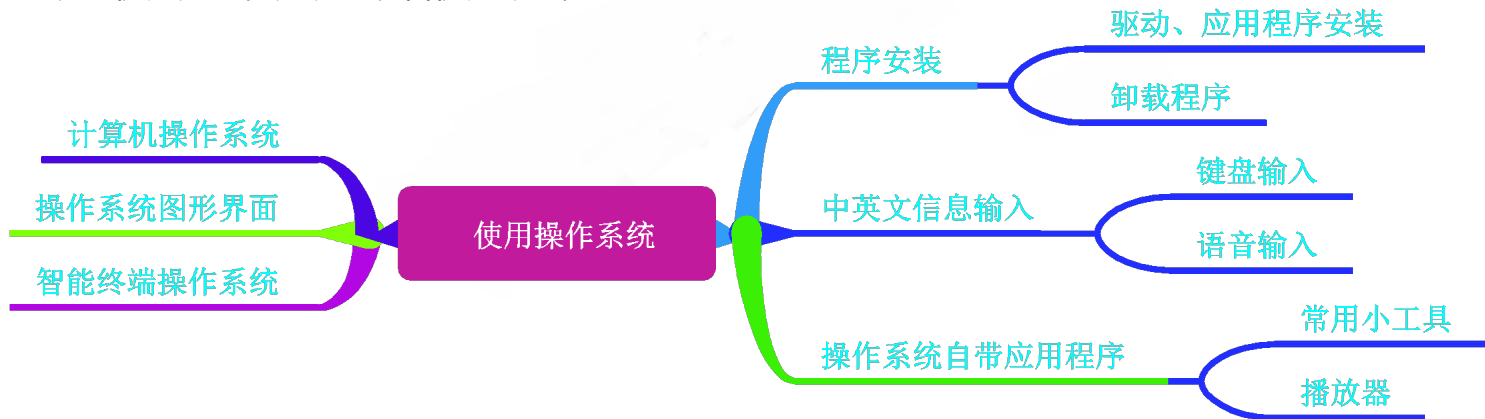 使用操作系统
计算机操作系统
操作系统图形界面
智能终端操作系统
程序安装
驱动、应用程序安装
卸载程序
中英文信息输入
键盘输入
语音输入
操作系统自带应用程序
常用小工具
播放器